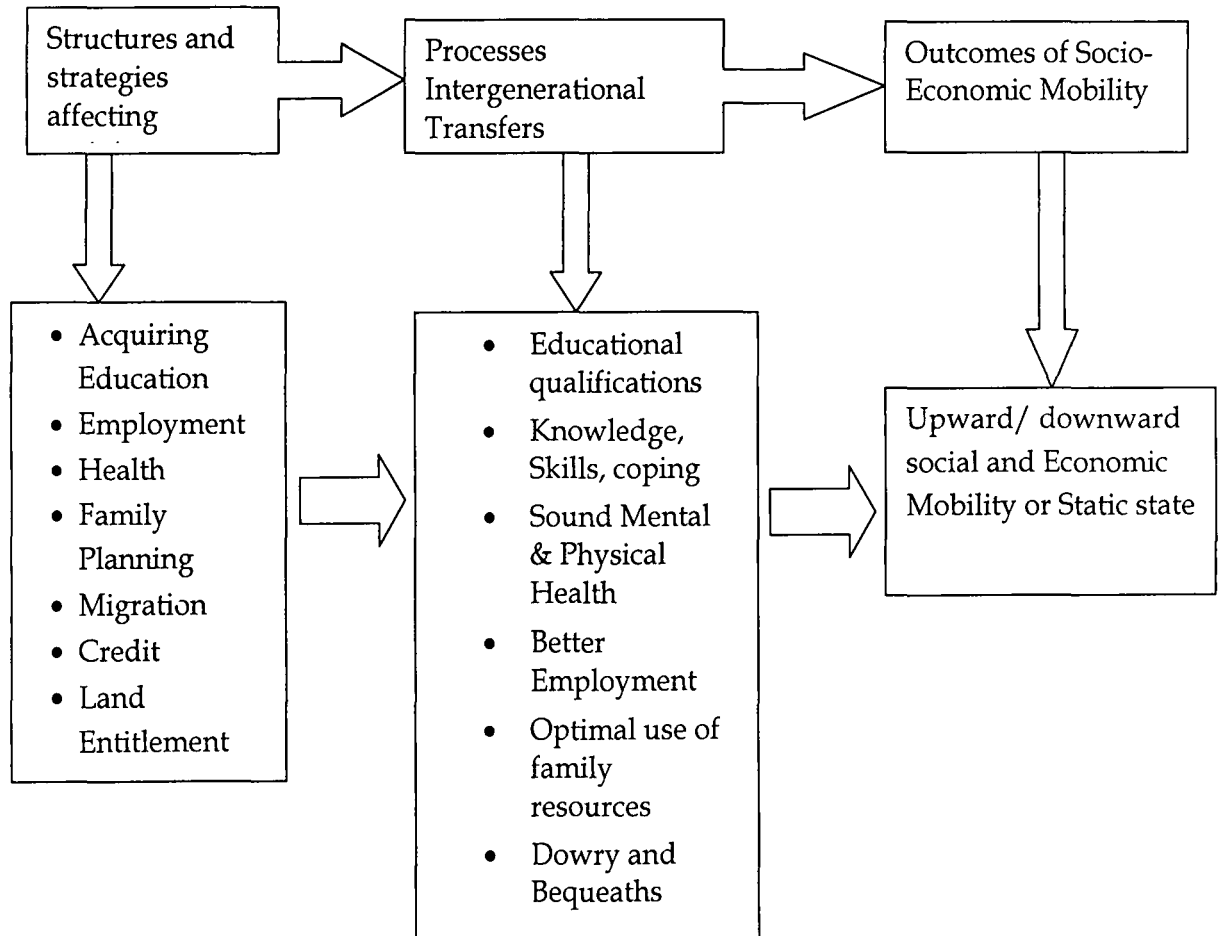 Structures and
strategies
affecting
Processes
Intergenerational
Transfers
Outcomes of Socio-
Economic Mobility
• Acquiring
Education
• Employment
• Health
• Family
Planning
• Migration
• Credit
• Land
Entitlement
• Educational
qualifications
• Knowledge,
Skills, coping
• Sound Mental
& Physical
Health
• Better
Employment
• Optimal use of
family
resources
• Dowry and
Bequeaths
Upward/ downward
social and Economic
Mobility or Static state